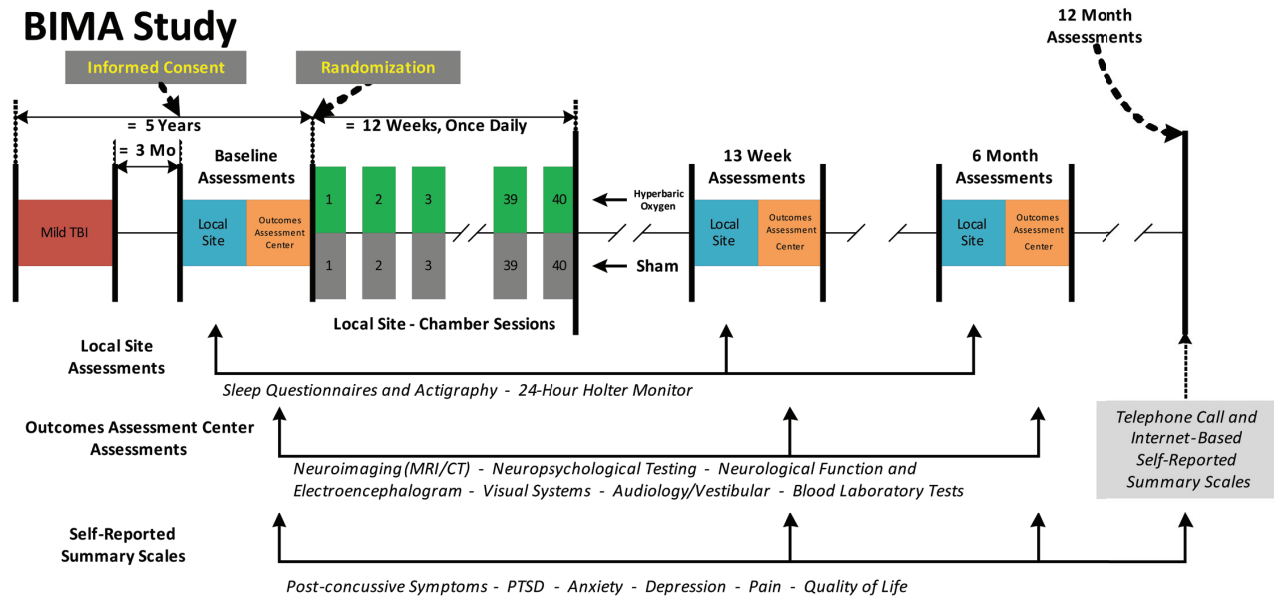 BIMA Study
12 Month
Assessments
Informed Consent
Randomization
= 5 Years
= 12 Weeks, Once Daily
= 3 Mo
Baseline
Assessments
13 Week
Assessments
6 Month
Assessments
Mild TBI
Local
Site
Outcomes
Assessment
Center
1
2
3
39
40
Hyperbaric
Oxygen
1
2
3
39
40
Sham
Local
Site
Outcomes
Assessment
Center
Local
Site
Outcomes
Assessment
Center
Local Site - Chamber Sessions
Local Site
Assessments
Sleep Questionnaires and Actigraphy - 24-Hour Holter Monitor
Outcomes Assessment Center
Assessments
Neuroimaging (MRI/CT) - Neuropsychological Testing - Neurological Function and
Electroencephalogram - Visual Systems - Audiology/Vestibular - Blood Laboratory Tests
Telephone Call and
Internet-Based
Self-Reported
Summary Scales
Self-Reported
Summary Scales
Post-concussive Symptoms - PTSD - Anxiety - Depression - Pain - Quality of Life